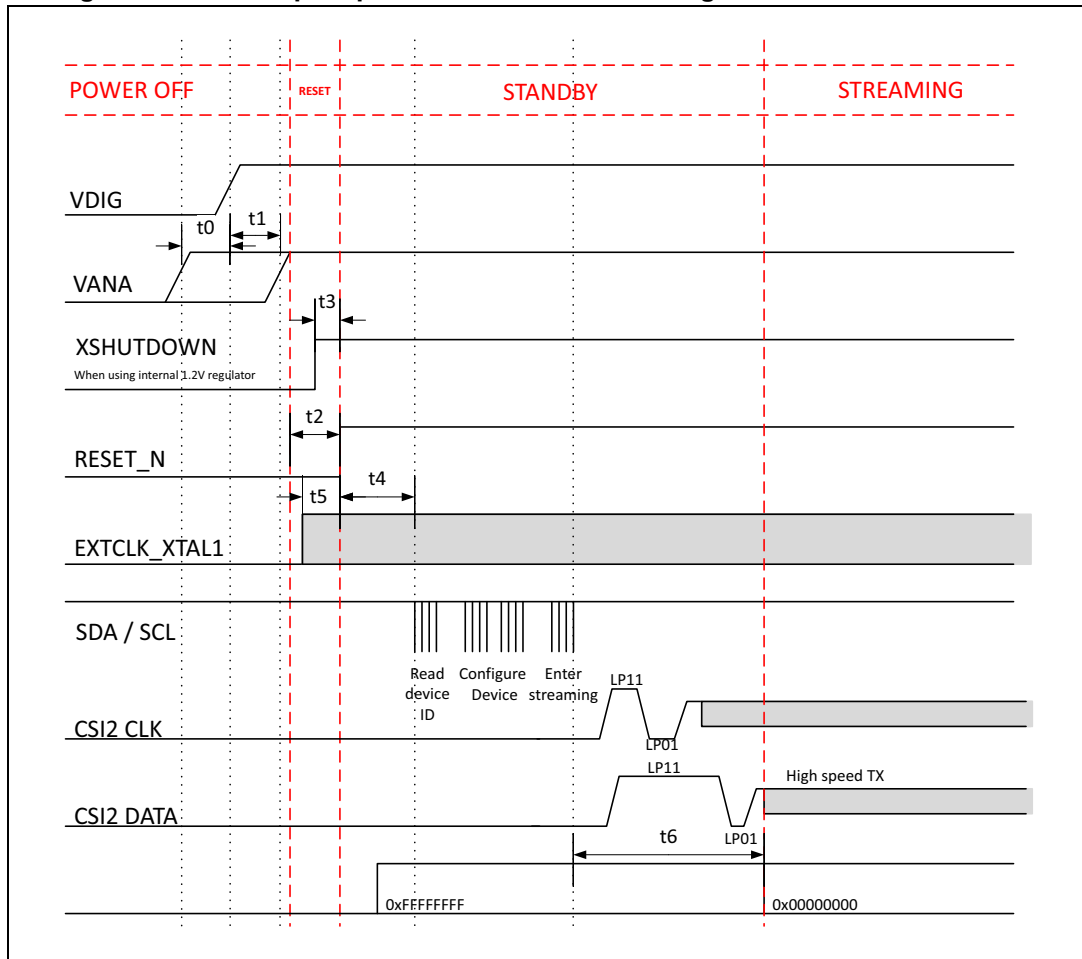 POWER OFF RESET STANDBY STREAMING
VDIG
t0 t1
VANA
t3
XSHUTDOWN
When using internal 1.2V regulator
t2
RESET_N
t4
t5
EXTCLK_XTAL1
SDA / SCL
Read Configure Enter
device Device streaming
ID
LP11
CSI2 CLK
LP01
LP11
High speed TX
CSI2 DATA
t6 LP01
0xFFFFFFFF 0x00000000